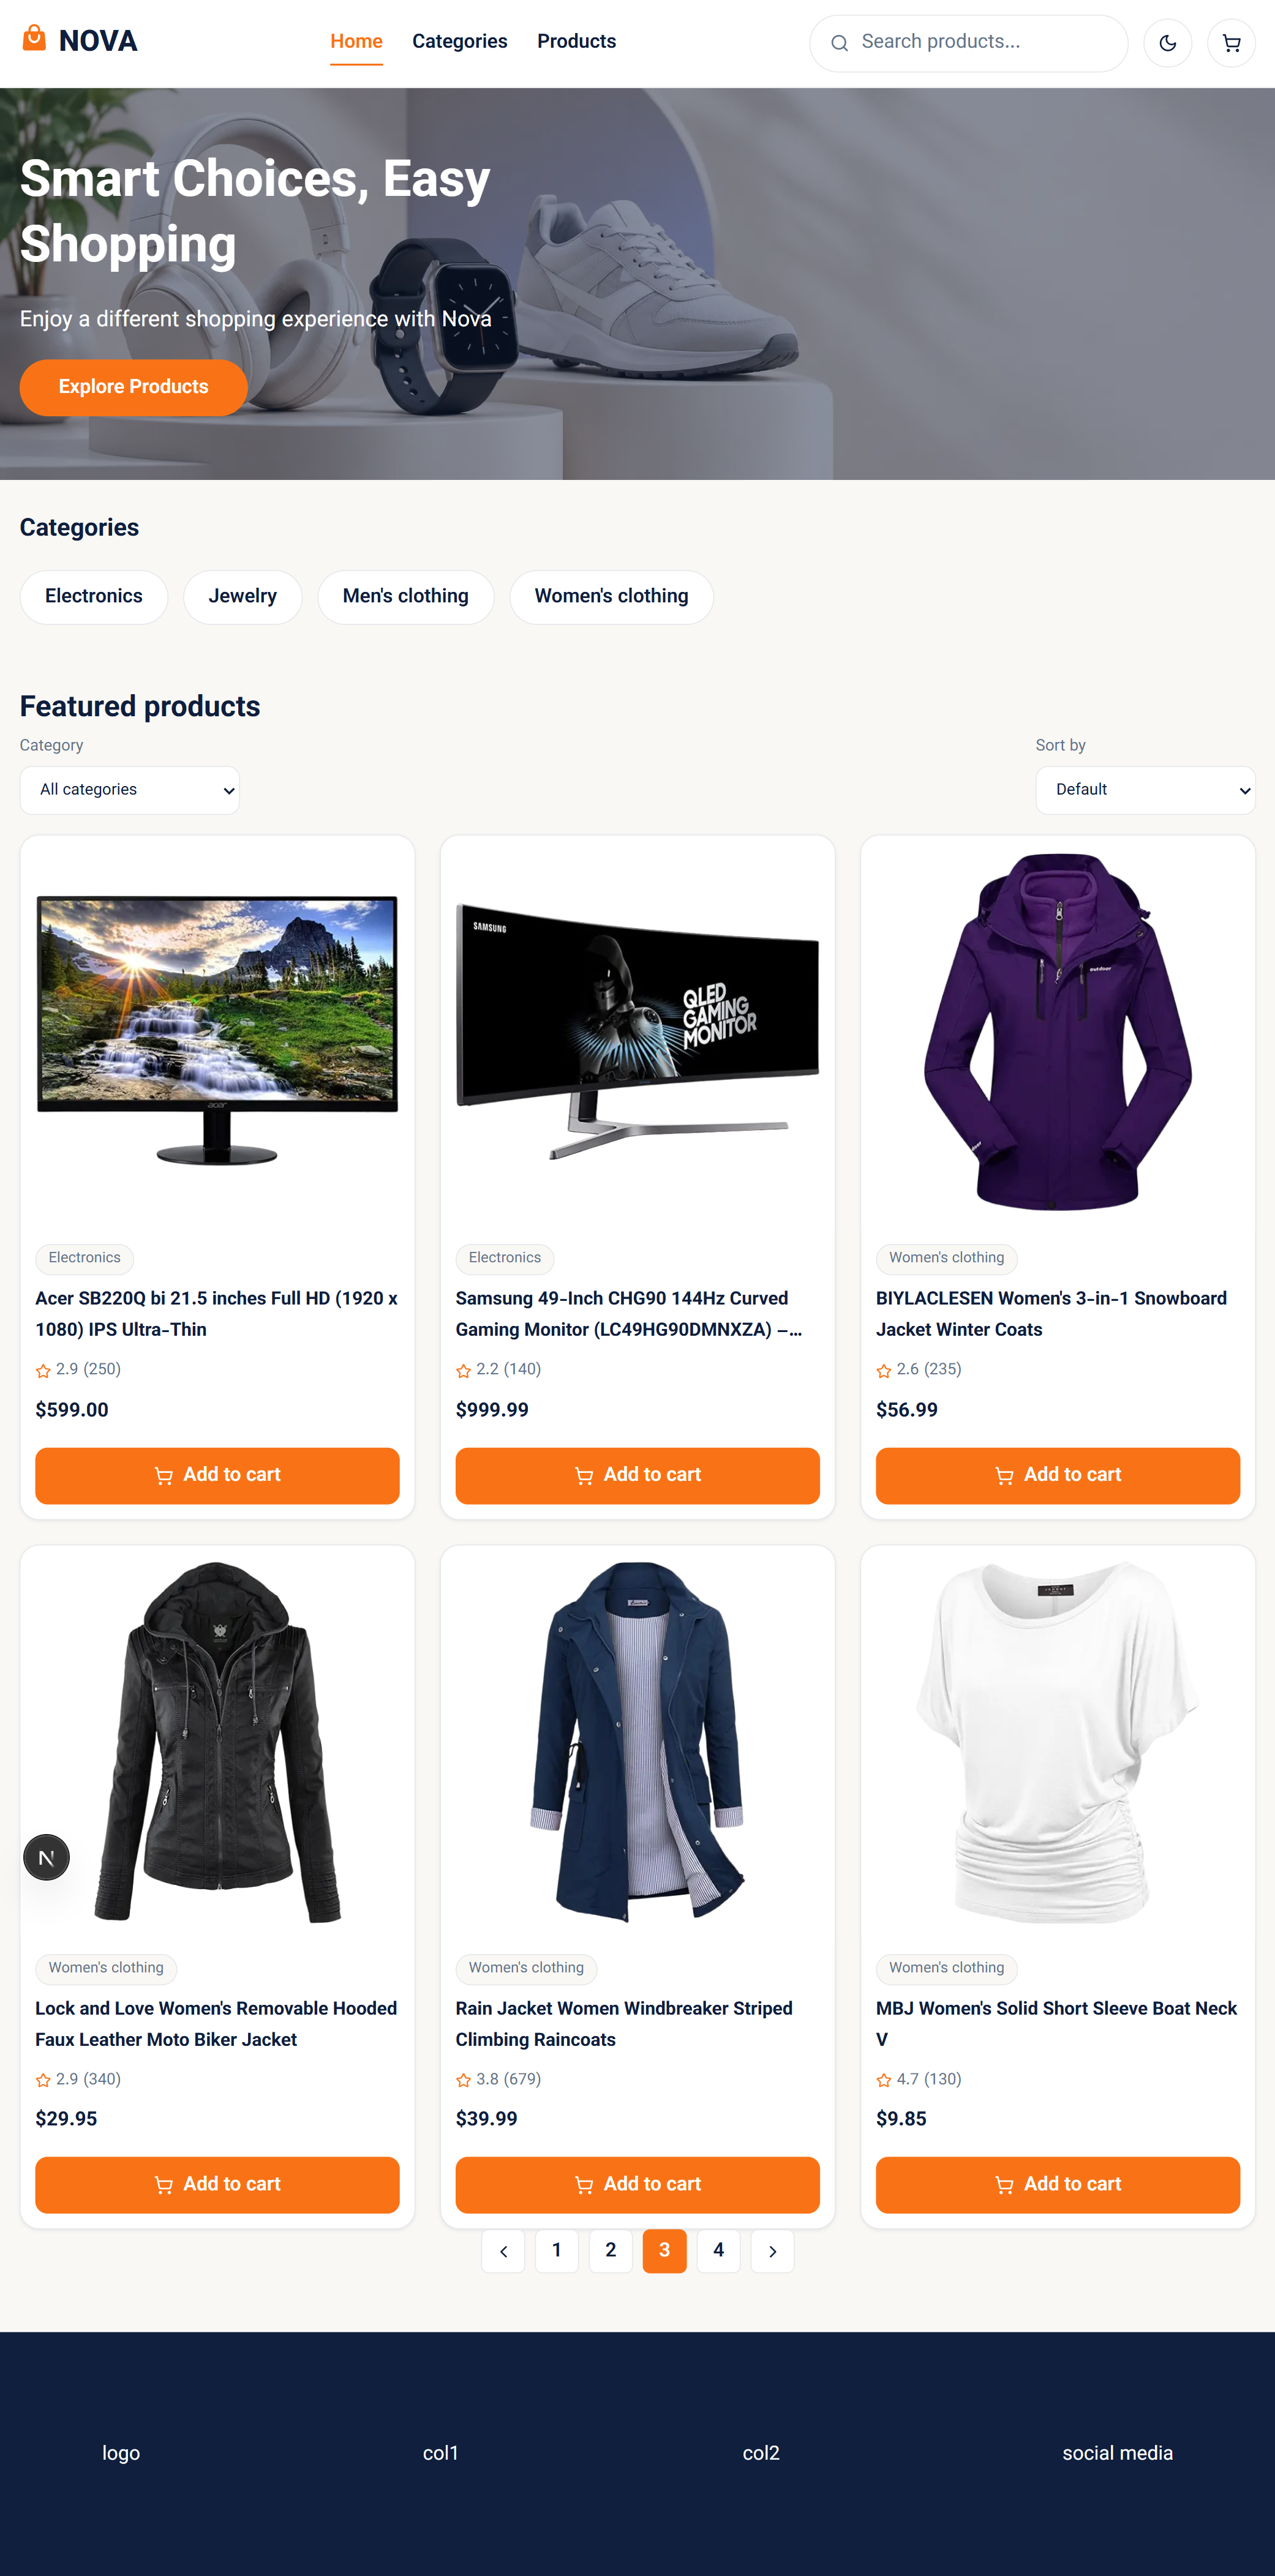 NOVA
Home Categories Products
Search products...
Smart Choices, Easy
Shopping
Enjoy a different shopping experience with Nova
Explore Products
Categories
Electronics Jewelry Men's clothing Women's clothing
Featured products
Category Sort by
All categories Default
acer
SAMSUNG
QLED
GAMING
MONITOR
outdoor
Electronics Electronics Women's clothing
Acer SB220Q bi 21.5 inches Full HD (1920 x
1080) IPS Ultra-Thin
Samsung 49-Inch CHG90 144Hz Curved
Gaming Monitor (LC49HG90DMNXZA) –...
BIYLACLESEN Women's 3-in-1 Snowboard
Jacket Winter Coats
2.9 (250) 2.2 (140) 2.6 (235)
$599.00 $999.99 $56.99
Add to cart Add to cart Add to cart
N
Women's clothing Women's clothing Women's clothing
Lock and Love Women's Removable Hooded
Faux Leather Moto Biker Jacket
Rain Jacket Women Windbreaker Striped
Climbing Raincoats
MBJ Women's Solid Short Sleeve Boat Neck
V
2.9 (340) 3.8 (679) 4.7 (130)
$29.95 $39.99 $9.85
Add to cart Add to cart Add to cart
1 2 3 4
logo col1 col2 social media